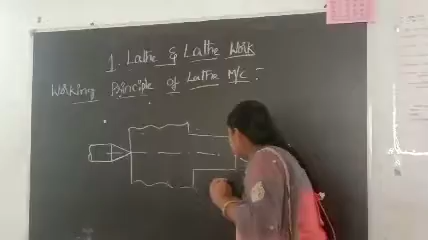 1. Lathe & Lathe Work
Working Principle of Lathe M/c :